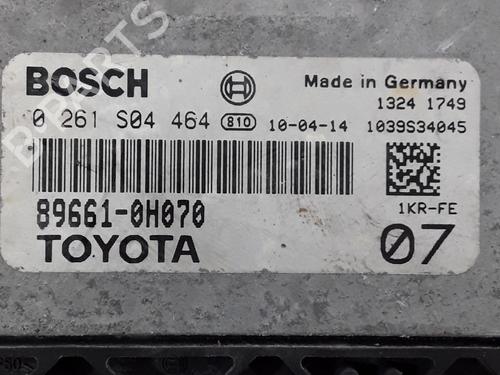 BOSCH Made in Germany
1324 1749
0 261 S04 464 810 10-04-14 1039S34045
89661-0H070 1KR-FE
TOYOTA 07